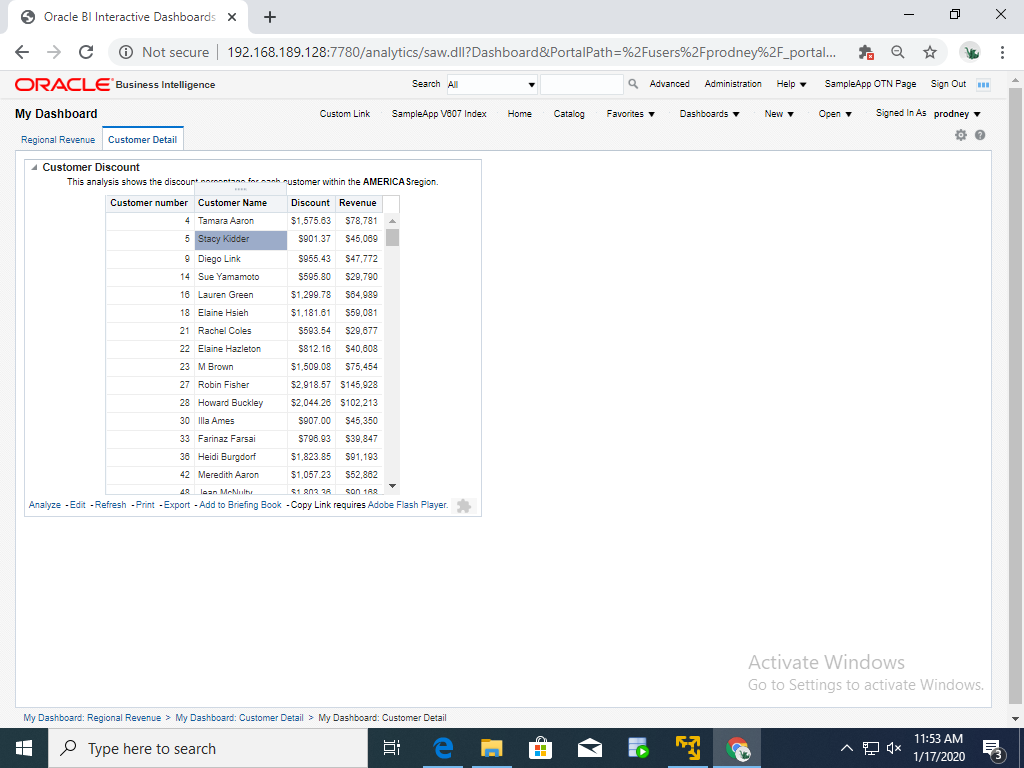 Oracle BI Interactive Dashboards
Not secure 192.168.189.128:7780/analytics/saw.dll?Dashboard&PortalPath=%2Fusers%2Fprodney%2F_portal...
ORACLE Business Intelligence Search All Advanced Administration Help SampleApp OTN Page Sign Out
My Dashboard Custom Link SampleApp V607 Index Home Catalog Favorites Dashboards New Open Signed In As prodney
Regional Revenue Customer Detail
Customer Discount
This analysis shows the discount percentage for each customer within the AMERICASregion.
Customer number Customer Name Discount Revenue
4 Tamara Aaron $1,575.63 $78,781
5 Stacy Kidder $901.37 $45,069
9 Diego Link $955.43 $47,772
14 Sue Yamamoto $595.80 $29,790
16 Lauren Green $1,299.78 $64,989
18 Elaine Hsieh $1,181.61 $59,081
21 Rachel Coles $593.54 $29,677
22 Elaine Hazleton $812.16 $40,608
23 M Brown $1,509.08 $75,454
27 Robin Fisher $2,918.57 $145,928
28 Howard Buckley $2,044.26 $102,213
30 Illa Ames $907.00 $45,350
33 Farinaz Farsai $796.93 $39,847
36 Heidi Burgdorf $1,823.85 $91,193
42 Meredith Aaron $1,057.23 $52,862
48 Jean McNulty $1,803.36 $90,168
Analyze - Edit - Refresh - Print - Export - Add to Briefing Book - Copy Link requires Adobe Flash Player.
Activate Windows
Go to Settings to activate Windows.
My Dashboard: Regional Revenue > My Dashboard: Customer Detail > My Dashboard: Customer Detail
Type here to search
11:53 AM
1/17/2020
3